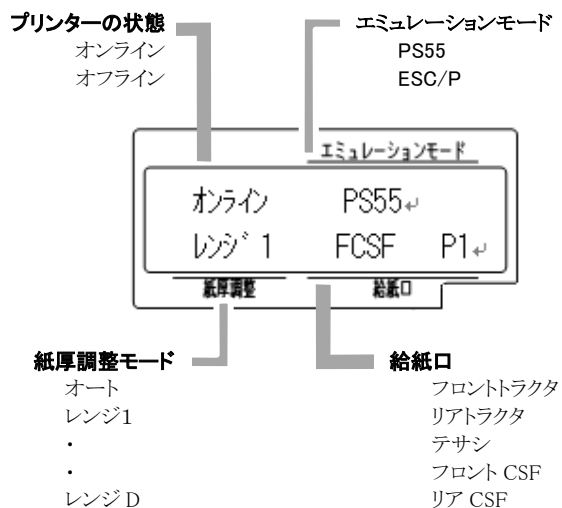 プリンターの状態
オンライン
オフライン
エミュレーションモード
PS55
ESC/P
エミュレーションモード
オンライン PS55↵
レンジ 1 FCSF P1↵
紙厚調整 給紙口
紙厚調整モード
オート
レンジ1
・
・
レンジ D
給紙口
フロントトラクタ
リアトラクタ
テサシ
フロント CSF
リア CSF